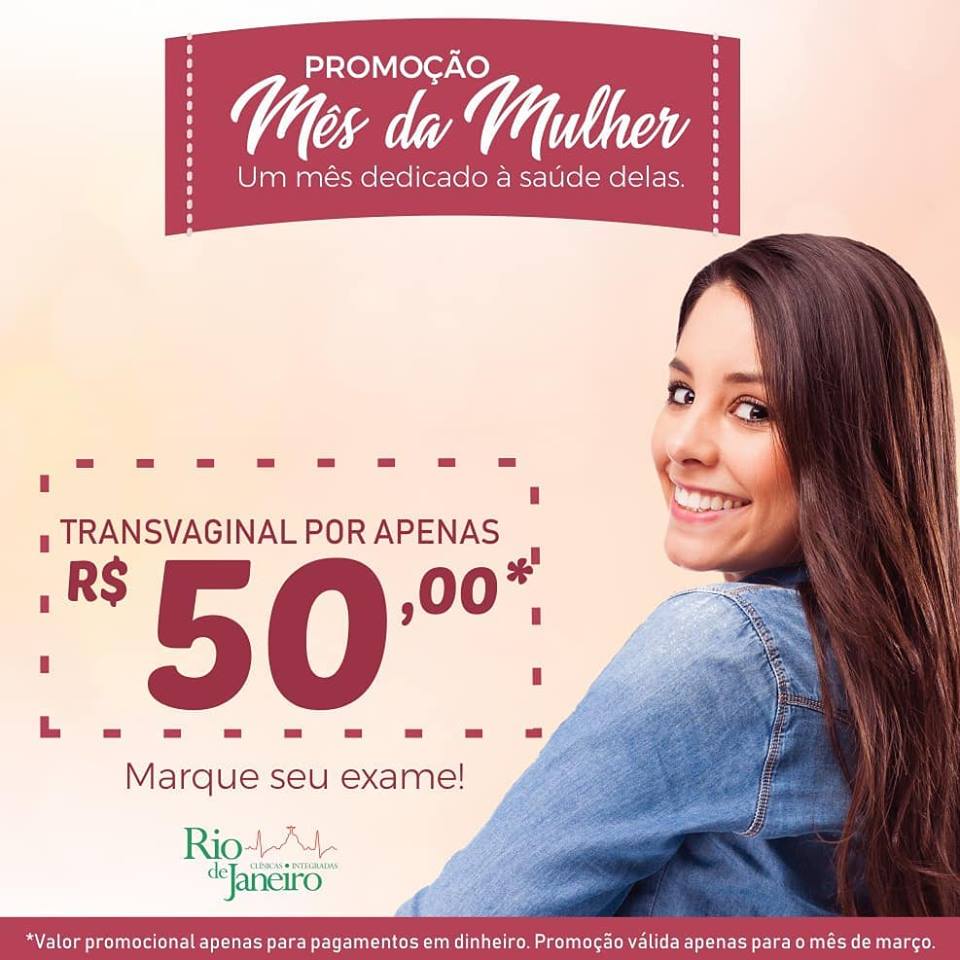 PROMOÇÃO
Mês da Mulher
Um mês dedicado à saúde delas.
TRANSVAGINAL POR APENAS
R$ 50,00*
Marque seu exame!
Rio
CLÍNICAS • INTEGRADAS
de Janeiro
*Valor promocional apenas para pagamentos em dinheiro. Promoção válida apenas para o mês de março.